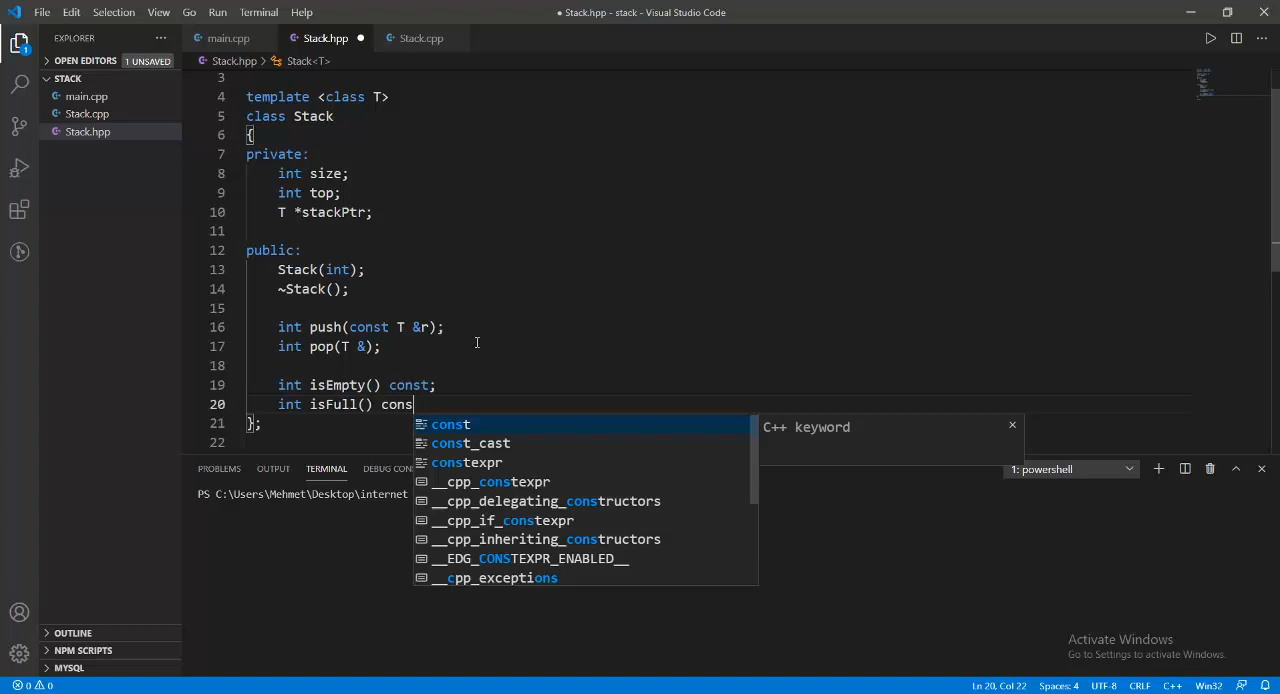 File Edit Selection View Go Run Terminal Help ● Stack.hpp - stack - Visual Studio Code
EXPLORER ···
main.cpp Stack.hpp ● Stack.cpp
OPEN EDITORS 1 UNSAVED
Stack.hpp > Stack<T>
STACK
main.cpp
Stack.cpp
Stack.hpp
1
3
4 template <class T>
5 class Stack
6 {
7 private:
8 int size;
9 int top;
10 T *stackPtr;
11
12 public:
13 Stack(int);
14 ~Stack();
15
16 int push(const T &r);
17 int pop(T &);
18
19 int isEmpty() const;
20 int isFull() cons
21 };
22
const
const_cast
constexpr
__cpp_constexpr
__cpp_delegating_constructors
__cpp_if_constexpr
__cpp_inheriting_constructors
__EDG_CONSTEXPR_ENABLED__
__cpp_exceptions
C++ keyword
PROBLEMS OUTPUT TERMINAL DEBUG CON
1: powershell
PS C:\Users\Mehmet\Desktop\internet
OUTLINE
NPM SCRIPTS
MYSQL
Activate Windows
Go to Settings to activate Windows.
0 0
Ln 20, Col 22 Spaces: 4 UTF-8 CRLF C++ Win32